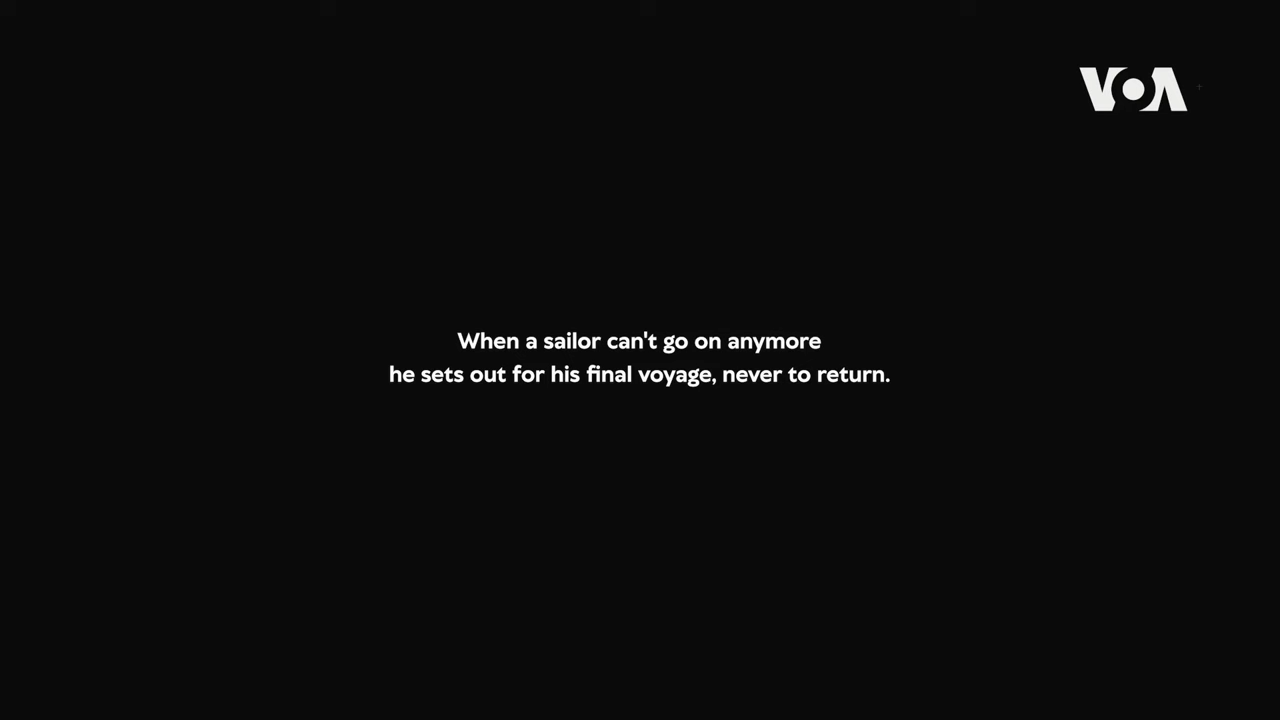 VOA
When a sailor can't go on anymore
he sets out for his final voyage, never to return.